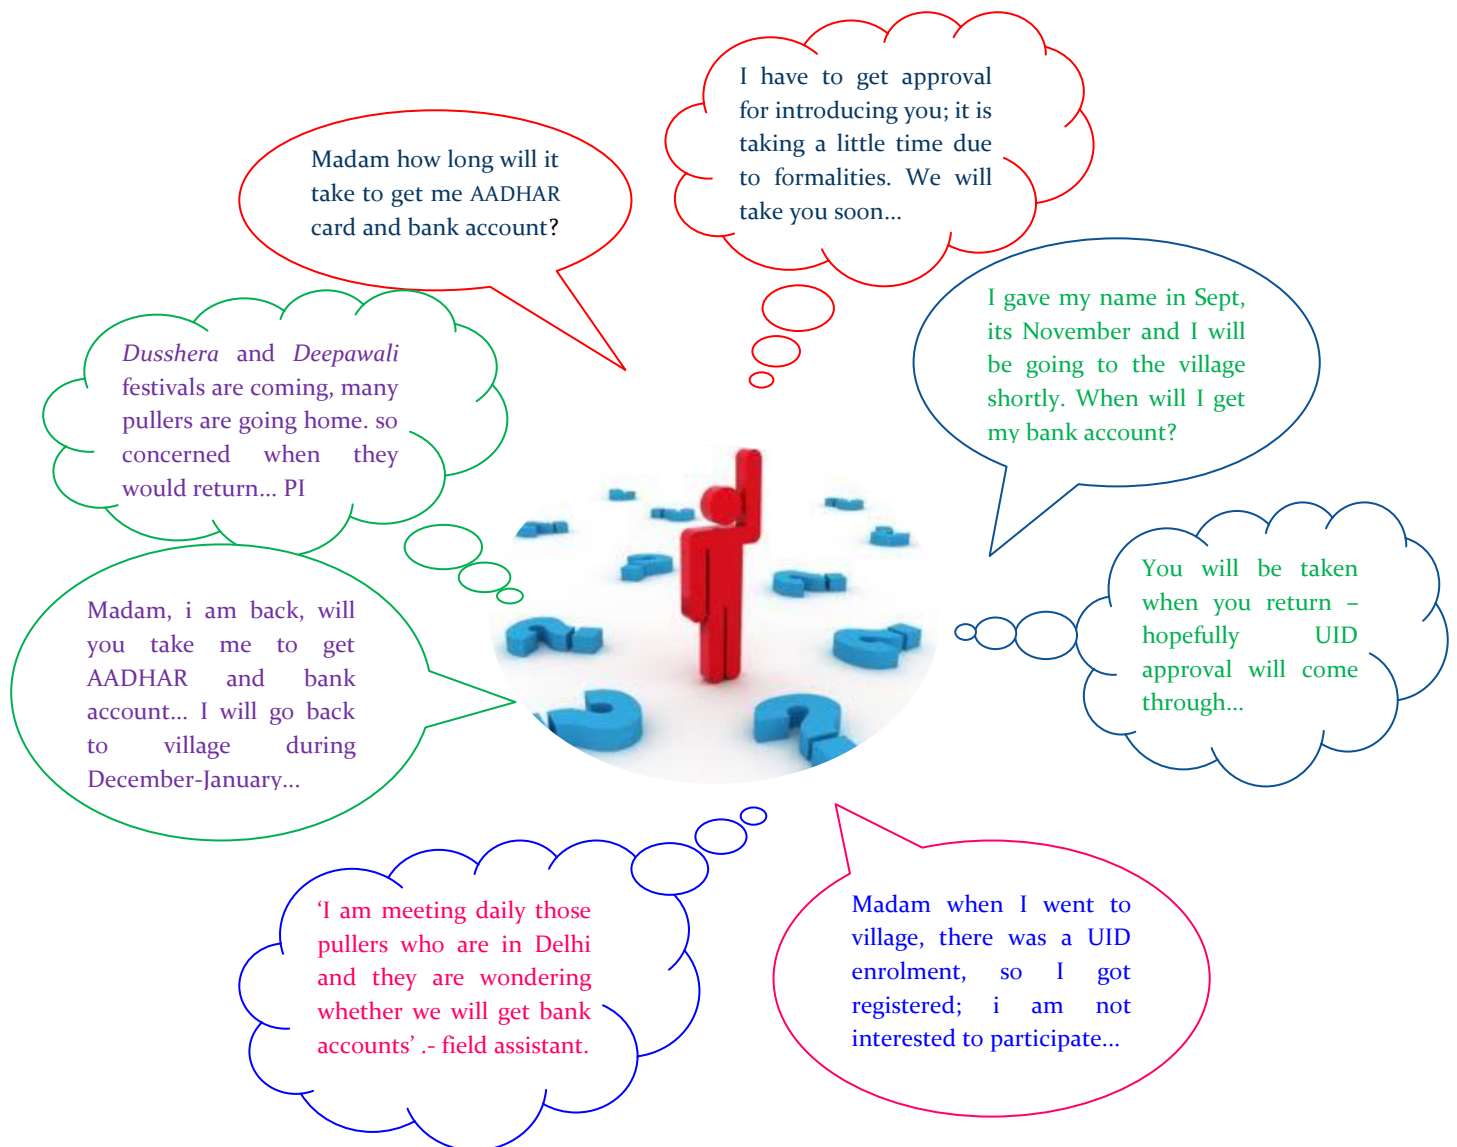 I have to get approval
for introducing you; it is
taking a little time due
to formalities. We will
take you soon...
Madam how long will it
take to get me AADHAR
card and bank account?
I gave my name in Sept,
its November and I will
be going to the village
shortly. When will I get
my bank account?
Dusshera and Deepawali
festivals are coming, many
pullers are going home. so
concerned when they
would return... PI
You will be taken
when you return –
hopefully UID
approval will come
through...
Madam, i am back, will
you take me to get
AADHAR and bank
account... I will go back
to village during
December-January...
Madam when I went to
village, there was a UID
enrolment, so I got
registered; i am not
interested to participate...
‘I am meeting daily those
pullers who are in Delhi
and they are wondering
whether we will get bank
accounts’ .- field assistant.